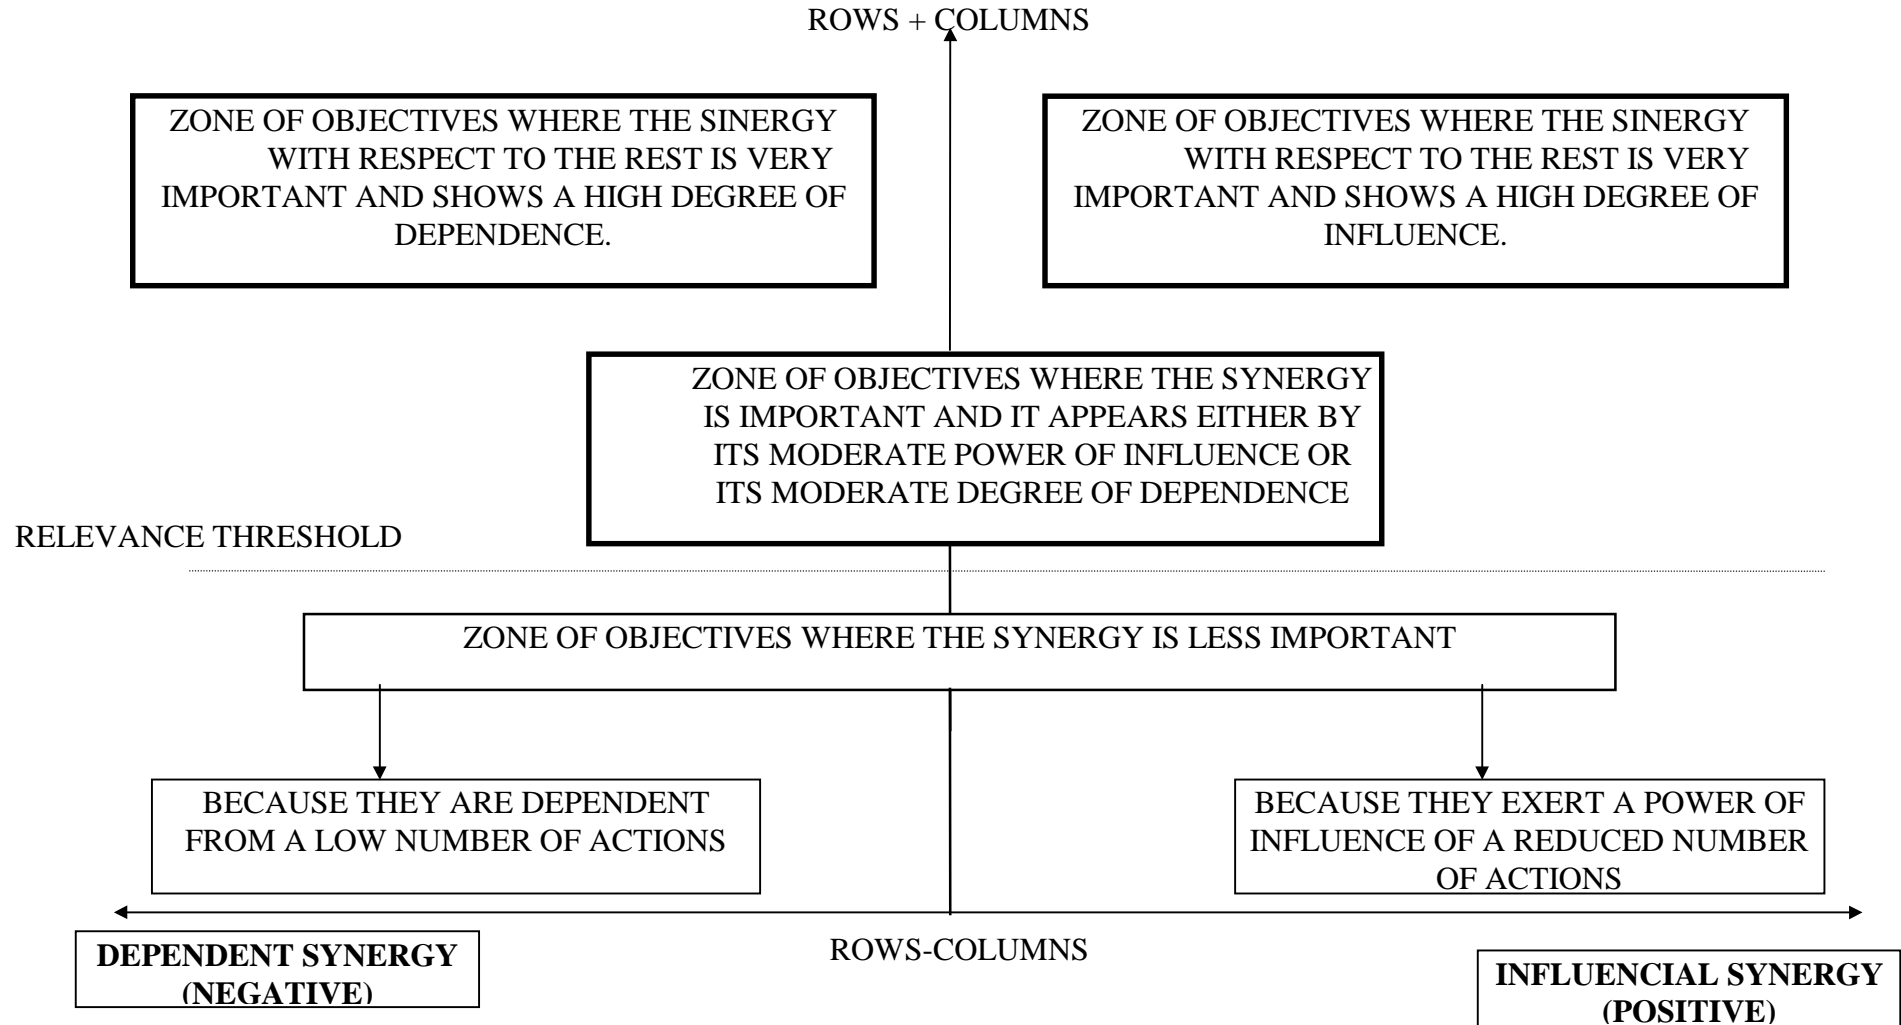 ROWS + COLUMNS
ZONE OF OBJECTIVES WHERE THE SINERGY
WITH RESPECT TO THE REST IS VERY
IMPORTANT AND SHOWS A HIGH DEGREE OF
DEPENDENCE.
ZONE OF OBJECTIVES WHERE THE SINERGY
WITH RESPECT TO THE REST IS VERY
IMPORTANT AND SHOWS A HIGH DEGREE OF
INFLUENCE.
ZONE OF OBJECTIVES WHERE THE SYNERGY
IS IMPORTANT AND IT APPEARS EITHER BY
ITS MODERATE POWER OF INFLUENCE OR
ITS MODERATE DEGREE OF DEPENDENCE
RELEVANCE THRESHOLD
ZONE OF OBJECTIVES WHERE THE SYNERGY IS LESS IMPORTANT
BECAUSE THEY ARE DEPENDENT
FROM A LOW NUMBER OF ACTIONS
BECAUSE THEY EXERT A POWER OF
INFLUENCE OF A REDUCED NUMBER
OF ACTIONS
DEPENDENT SYNERGY
(NEGATIVE)
ROWS-COLUMNS
INFLUENCIAL SYNERGY
(POSITIVE)